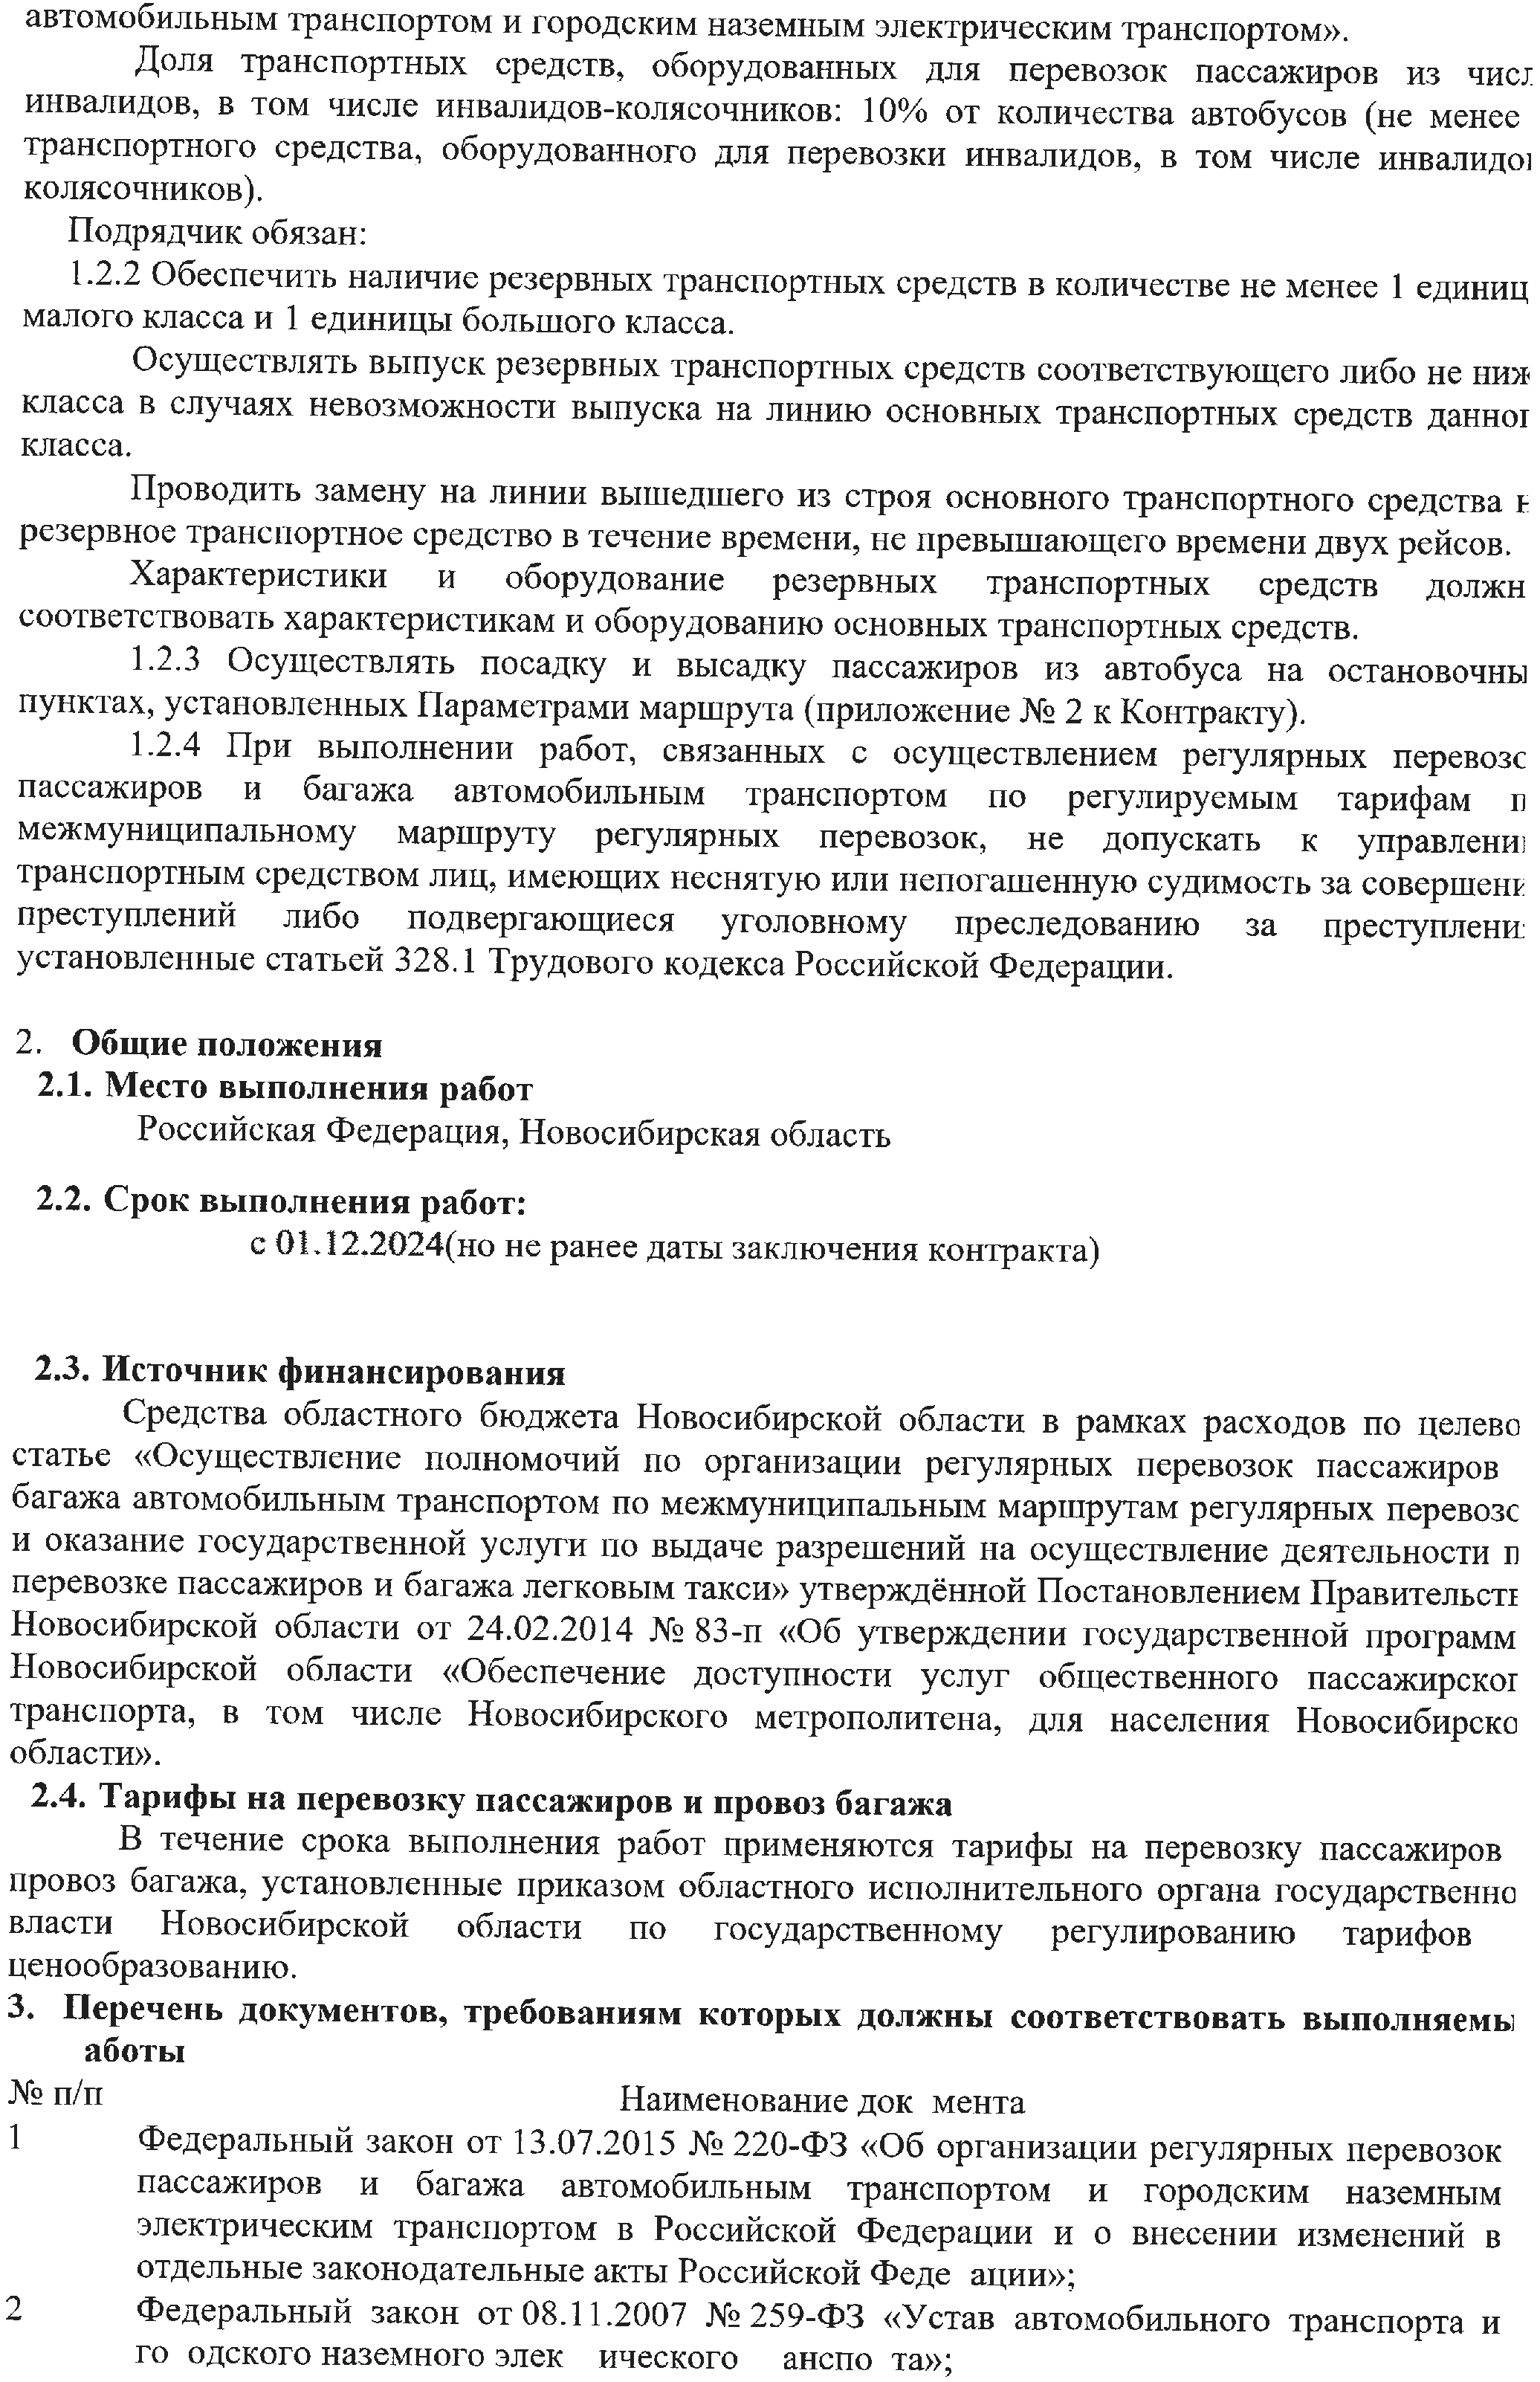 автомобильным транспортом и городским наземным электрическим транспортом».
Доля транспортных средств, оборудованных для перевозок пассажиров из числ
инвалидов, в том числе инвалидов-колясочников: 10% от количества автобусов (не менее
транспортного средства, оборудованного для перевозки инвалидов, в том числе инвалидо
колясочников).
Подрядчик обязан:
1.2.2 Обеспечить наличие резервных транспортных средств в количестве не менее 1 единиц
малого класса и 1 единицы большого класса.
Осуществлять выпуск резервных транспортных средств соответствующего либо не ниж
класса в случаях невозможности выпуска на линию основных транспортных средств данног
класса.
Проводить замену на линии вышедшего из строя основного транспортного средства н
резервное транспортное средство в течение времени, не превышающего времени двух рейсов.
Характеристики и оборудование резервных транспортных средств должн
соответствовать характеристикам и оборудованию основных транспортных средств.
1.2.3 Осуществлять посадку и высадку пассажиров из автобуса на остановочны
пунктах, установленных Параметрами маршрута (приложение № 2 к Контракту).
1.2.4 При выполнении работ, связанных с осуществлением регулярных перевозо
пассажиров и багажа автомобильным транспортом по регулируемым тарифам п
межмуниципальному маршруту регулярных перевозок, не допускать к управлени
транспортным средством лиц, имеющих неснятую или непогашенную судимость за совершени
преступлений либо подвергающиеся уголовному преследованию за преступлени
установленные статьей 328.1 Трудового кодекса Российской Федерации.
2. Общие положения
2.1. Место выполнения работ
Российская Федерация, Новосибирская область
2.2. Срок выполнения работ:
с 01.12.2024(но не ранее даты заключения контракта)
2.3. Источник финансирования
Средства областного бюджета Новосибирской области в рамках расходов по целево
статье «Осуществление полномочий по организации регулярных перевозок пассажиров
багажа автомобильным транспортом по межмуниципальным маршрутам регулярных перевозо
и оказание государственной услуги по выдаче разрешений на осуществление деятельности п
перевозке пассажиров и багажа легковым такси» утверждённой Постановлением Правительст
Новосибирской области от 24.02.2014 № 83-п «Об утверждении государственной программ
Новосибирской области «Обеспечение доступности услуг общественного пассажирског
транспорта, в том числе Новосибирского метрополитена, для населения Новосибирско
области».
2.4. Тарифы на перевозку пассажиров и провоз багажа
В течение срока выполнения работ применяются тарифы на перевозку пассажиров
провоз багажа, установленные приказом областного исполнительного органа государственно
власти Новосибирской области по государственному регулированию тарифов
ценообразованию.
3. Перечень документов, требованиям которых должны соответствовать выполняемы
аботы
№ п/п Наименование док мента
1 Федеральный закон от 13.07.2015 № 220-ФЗ «Об организации регулярных перевозок
пассажиров и багажа автомобильным транспортом и городским наземным
электрическим транспортом в Российской Федерации и о внесении изменений в
отдельные законодательные акты Российской Феде ации»;
2 Федеральный закон от 08.11.2007 № 259-ФЗ «Устав автомобильного транспорта и
го одского наземного элек ического анспо та»;